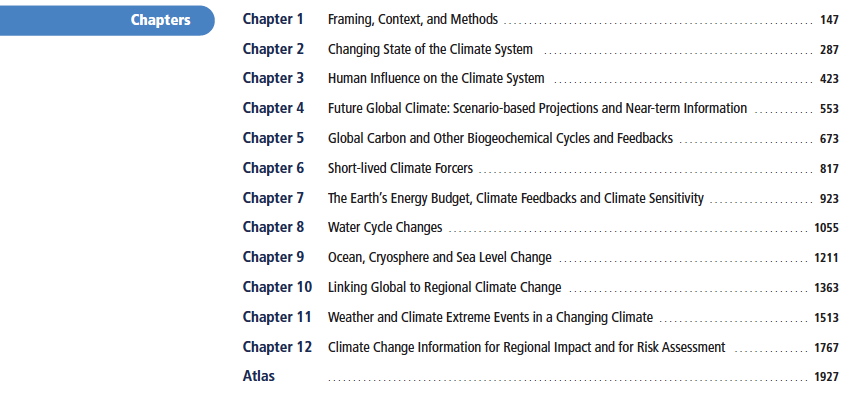 Chapters
Chapter 1 Framing, Context, and Methods ........ 147
Chapter 2 Changing State of the Climate System ........ 287
Chapter 3 Human Influence on the Climate System ........ 423
Chapter 4 Future Global Climate: Scenario-based Projections and Near-term Information ........ 553
Chapter 5 Global Carbon and Other Biogeochemical Cycles and Feedbacks ........ 673
Chapter 6 Short-lived Climate Forcers ........ 817
Chapter 7 The Earth’s Energy Budget, Climate Feedbacks and Climate Sensitivity ........ 923
Chapter 8 Water Cycle Changes ........ 1055
Chapter 9 Ocean, Cryosphere and Sea Level Change ........ 1211
Chapter 10 Linking Global to Regional Climate Change ........ 1363
Chapter 11 Weather and Climate Extreme Events in a Changing Climate ........ 1513
Chapter 12 Climate Change Information for Regional Impact and for Risk Assessment ........ 1767
Atlas ........ 1927